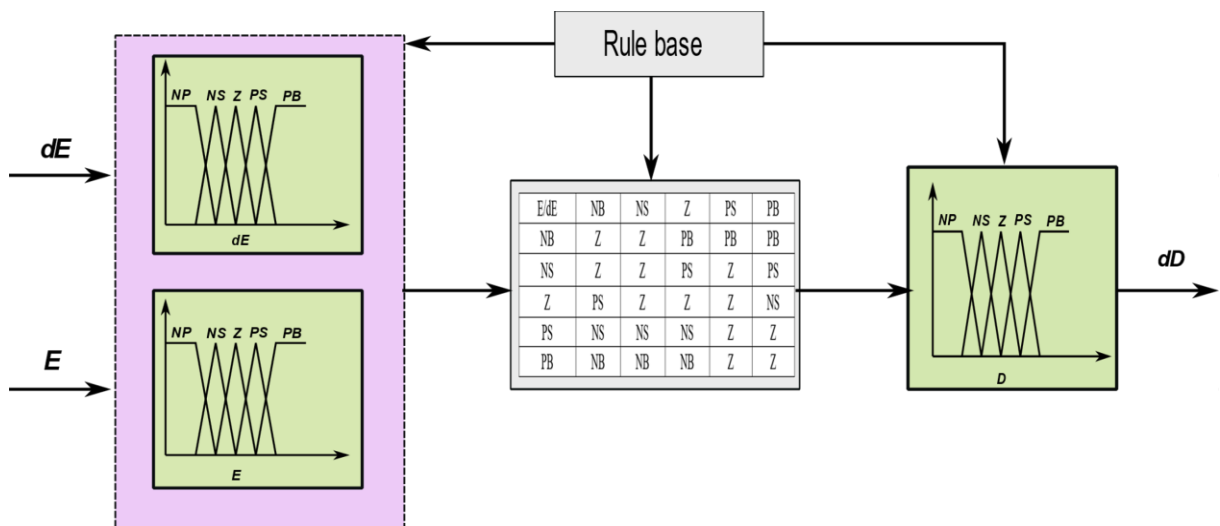 Rule base
NP NS Z PS PB
dE
dE
NP NS Z PS PB
E
E
E/dE NB NS Z PS PB
NB Z Z PB PB PB
NS Z Z PS Z PS
Z PS Z Z Z NS
PS NS NS NS Z Z
PB NB NB NB Z Z
NP NS Z PS PB
D
dD